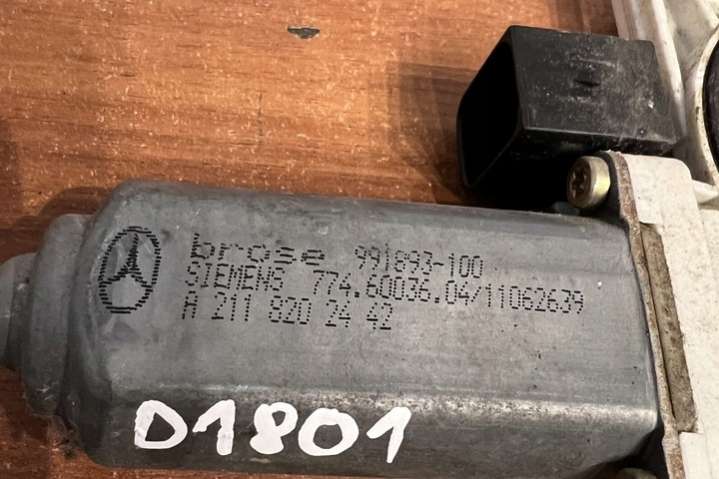 brose 991893-100
SIEMENS 774.60036.04/11062639
A 211 820 24 42
D1801